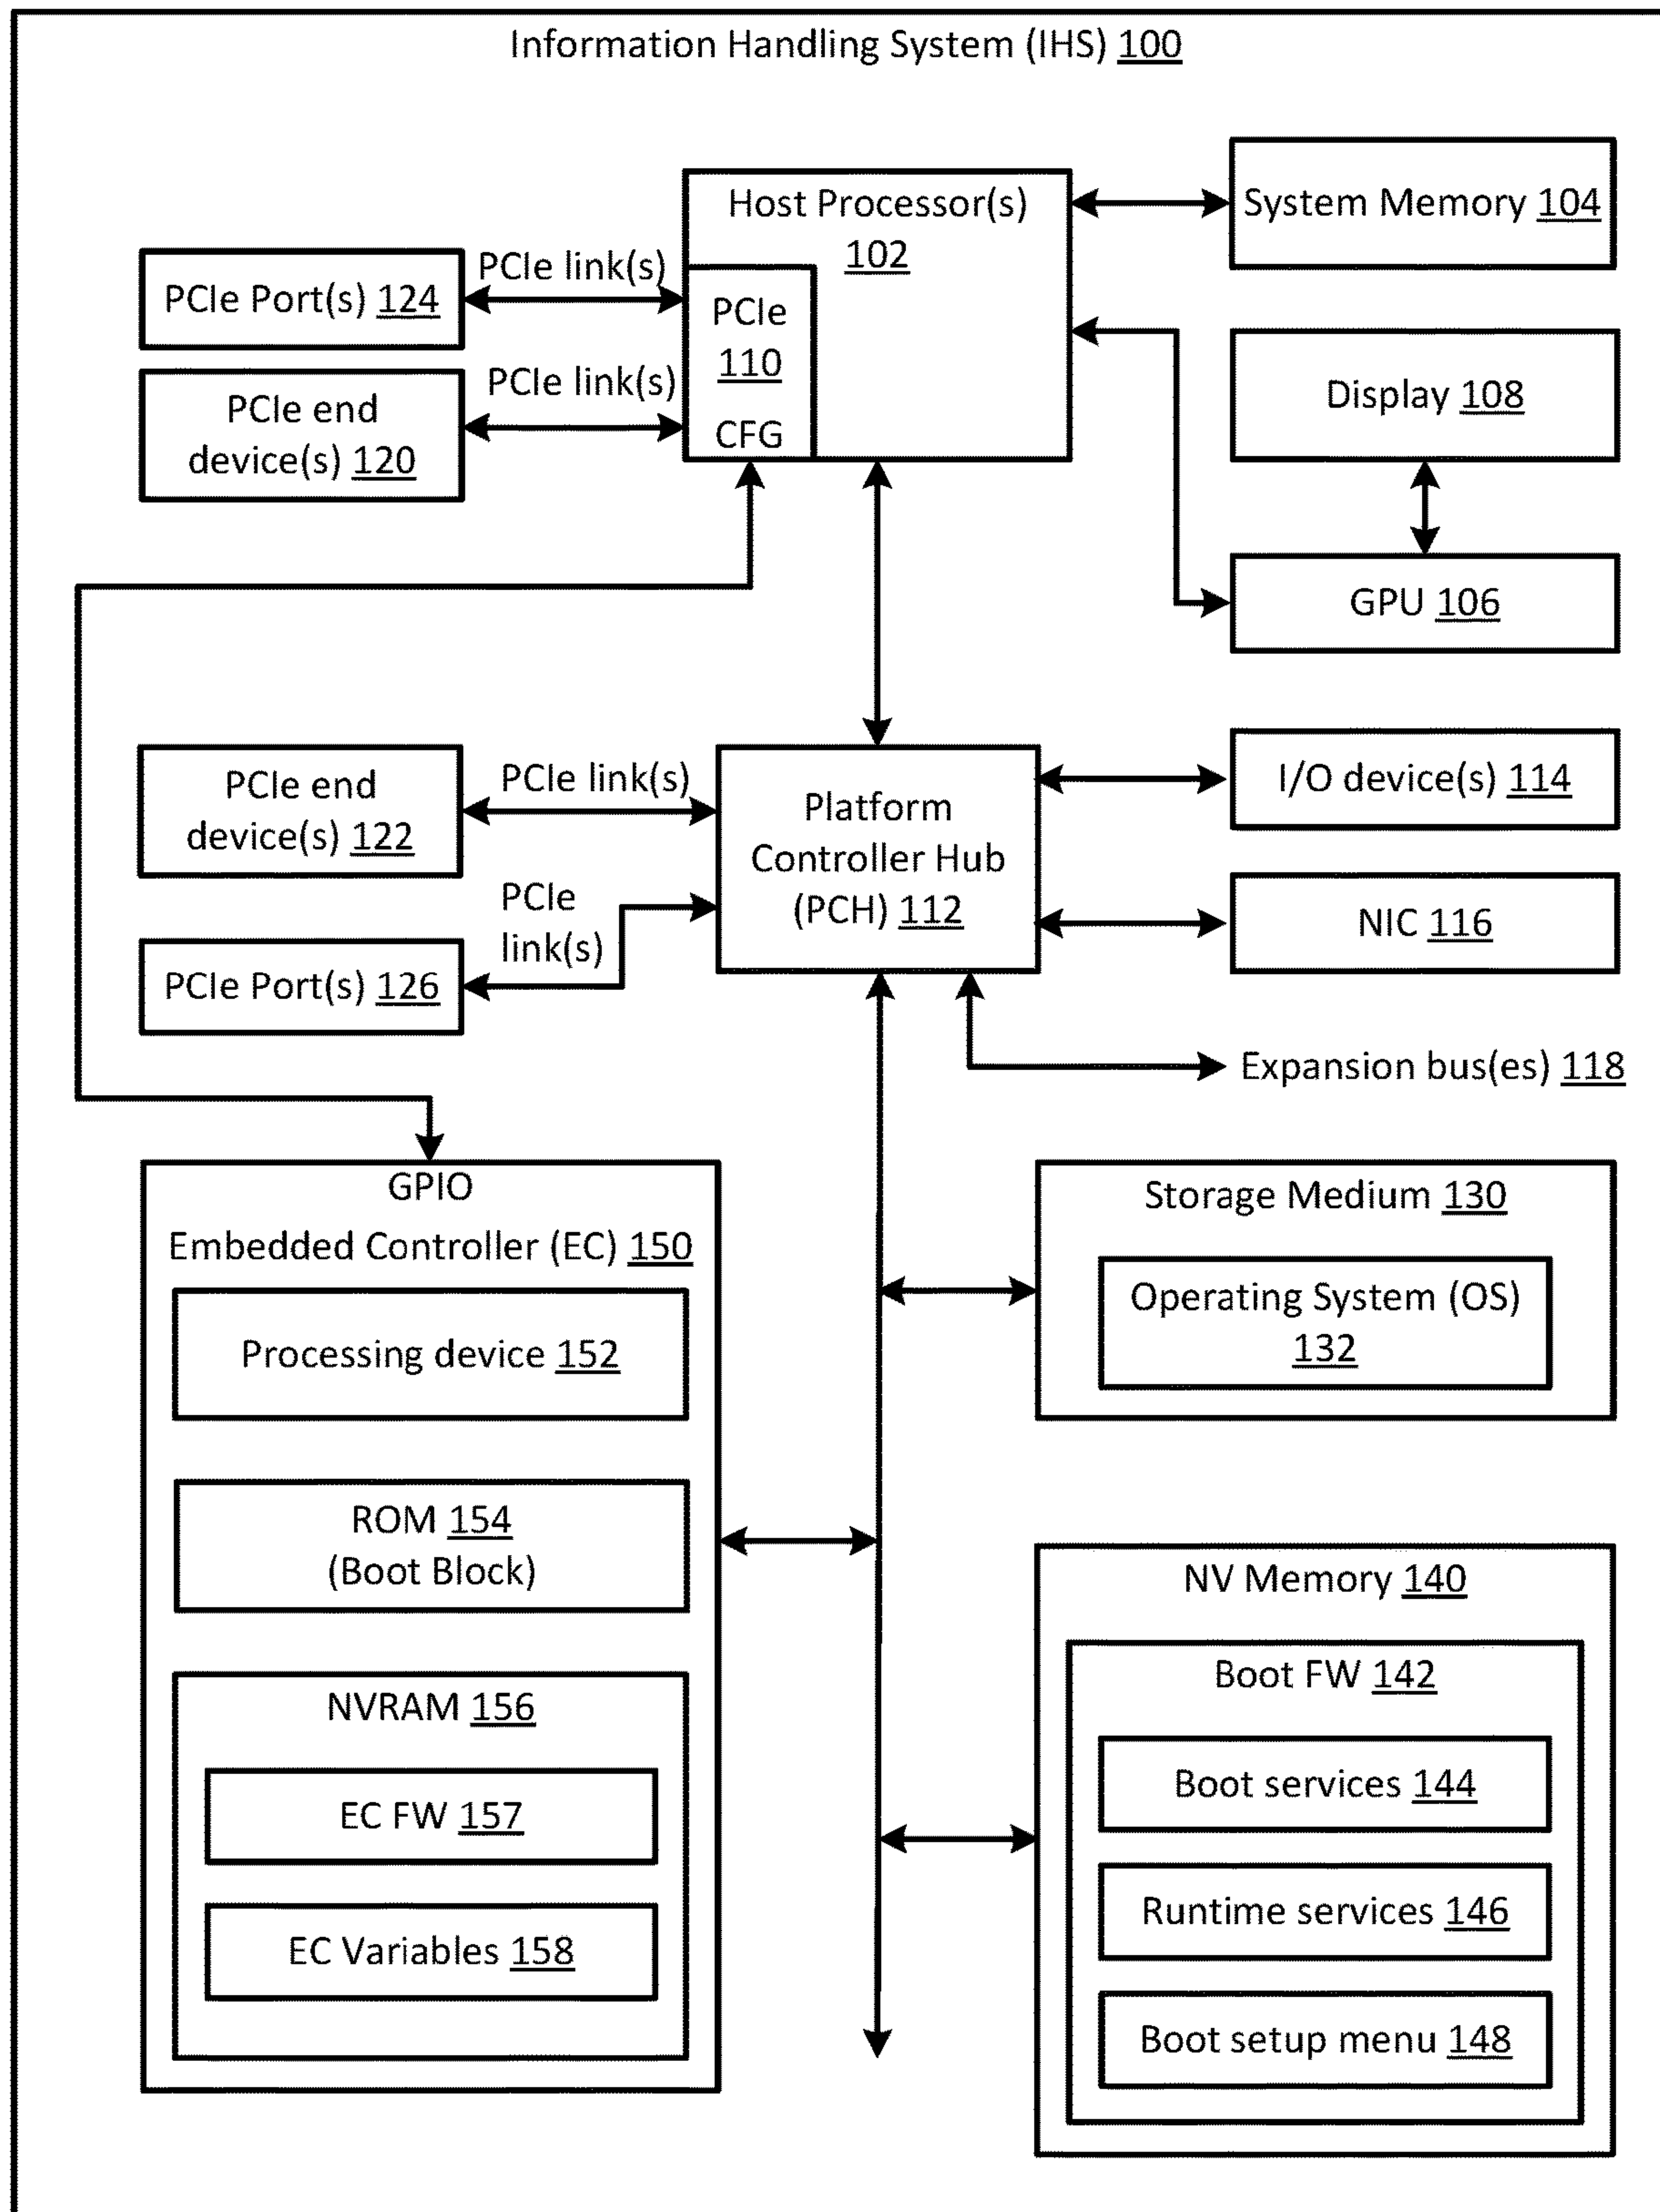 Information Handling System (IHS) 100
Host Processor(s)
102
System Memory 104
PCIe link(s)
PCIe Port(s) 124
PCIe
110
CFG
PCIe link(s)
PCIe end
device(s) 120
Display 108
GPU 106
PCIe end
device(s) 122
PCIe link(s)
Platform
Controller Hub
(PCH) 112
I/O device(s) 114
PCIe
link(s)
NIC 116
PCIe Port(s) 126
Expansion bus(es) 118
GPIO
Embedded Controller (EC) 150
Processing device 152
ROM 154
(Boot Block)
NVRAM 156
EC FW 157
EC Variables 158
Storage Medium 130
Operating System (OS)
132
NV Memory 140
Boot FW 142
Boot services 144
Runtime services 146
Boot setup menu 148